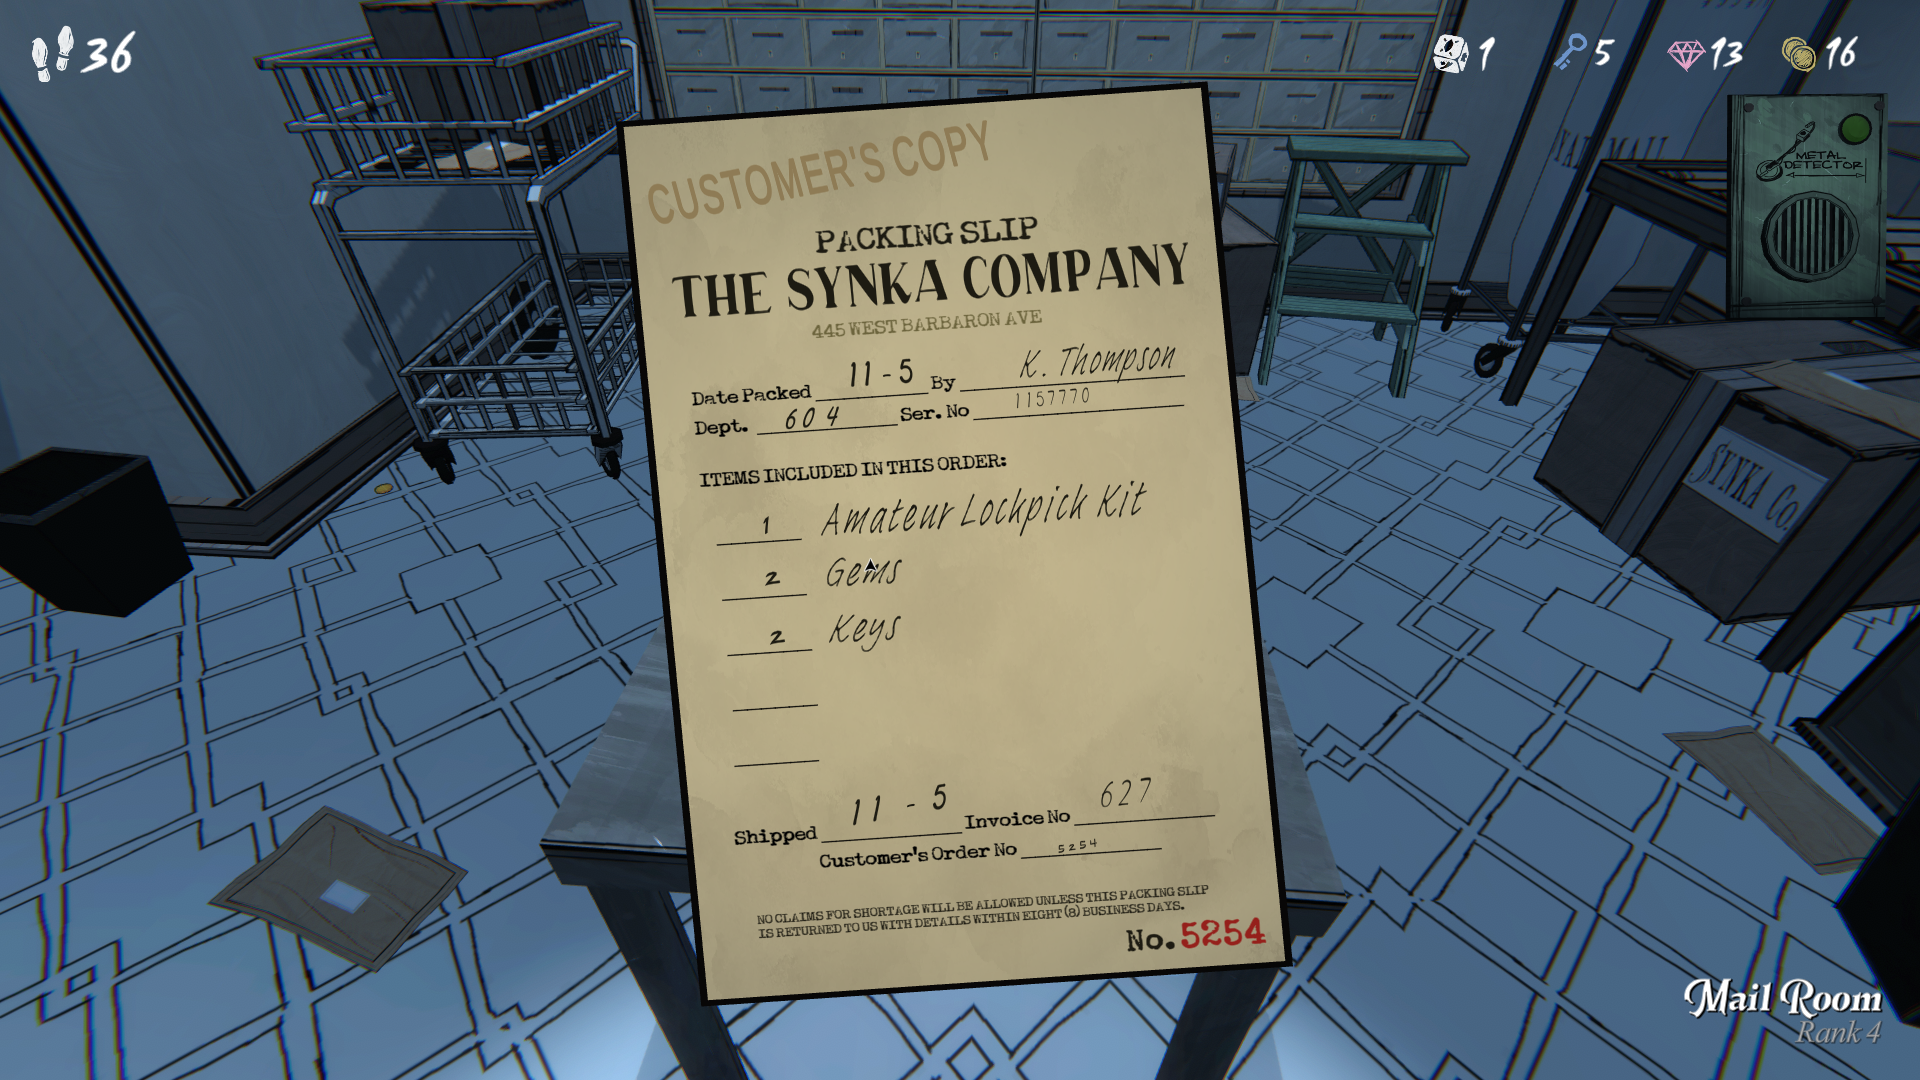 36
1
5
13
16
METAL
DETECTOR
CUSTOMER'S COPY
PACKING SLIP
THE SYNKA COMPANY
445 WEST BARBARON AVE
Date Packed 11-5 By K. Thompson
Dept. 604 Ser. No 1157770
ITEMS INCLUDED IN THIS ORDER:
1 Amateur Lockpick Kit
2 Gems
2 Keys
Shipped 11 - 5 Invoice No 627
Customer's Order No 5254
NO CLAIMS FOR SHORTAGE WILL BE ALLOWED UNLESS THIS PACKING SLIP
IS RETURNED TO US WITH DETAILS WITHIN EIGHT (8) BUSINESS DAYS.
No. 5254
SYNKA Co.
Mail Room
Rank 4